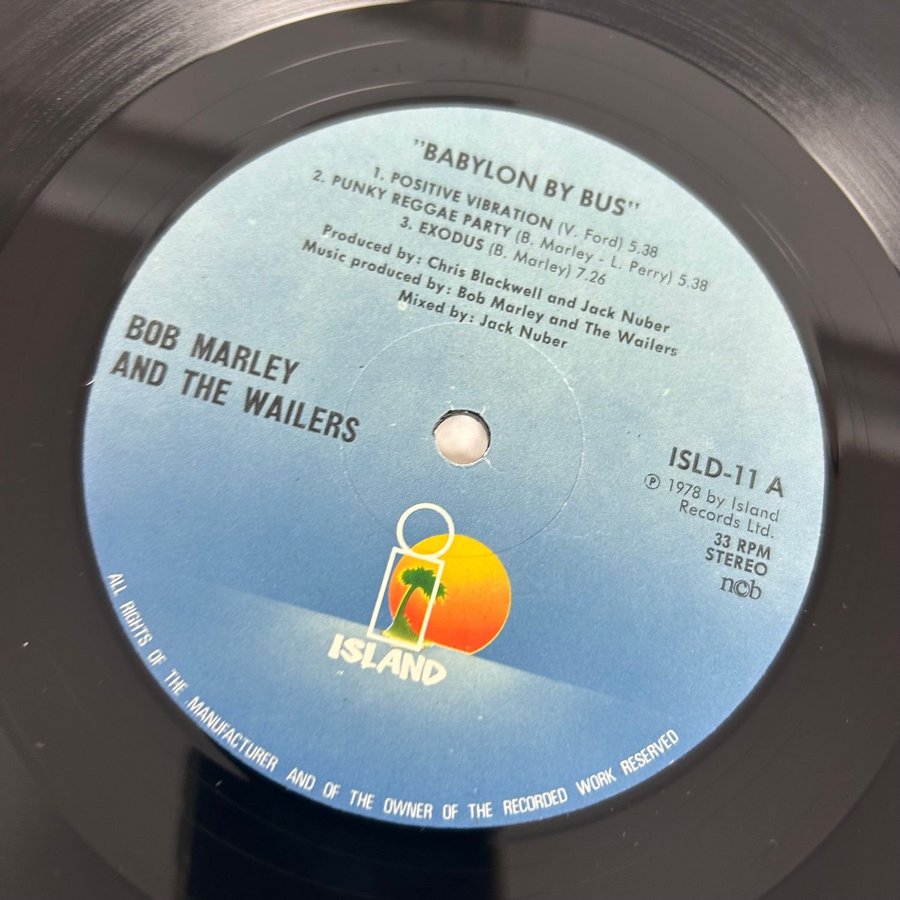 "BABYLON BY BUS"
1. POSITIVE VIBRATION (V. Ford) 5.38
2. PUNKY REGGAE PARTY (B. Marley - L. Perry) 5.38
3. EXODUS (B. Marley) 7.26
Produced by: Chris Blackwell and Jack Nuber
Music produced by: Bob Marley and The Wailers
Mixed by: Jack Nuber
BOB MARLEY
AND THE WAILERS
ISLD-11 A
℗ 1978 by Island
Records Ltd.
33 RPM
STEREO
n©b
i
ISLAND
ALL RIGHTS OF THE MANUFACTURER AND OF THE OWNER OF THE RECORDED WORK RESERVED